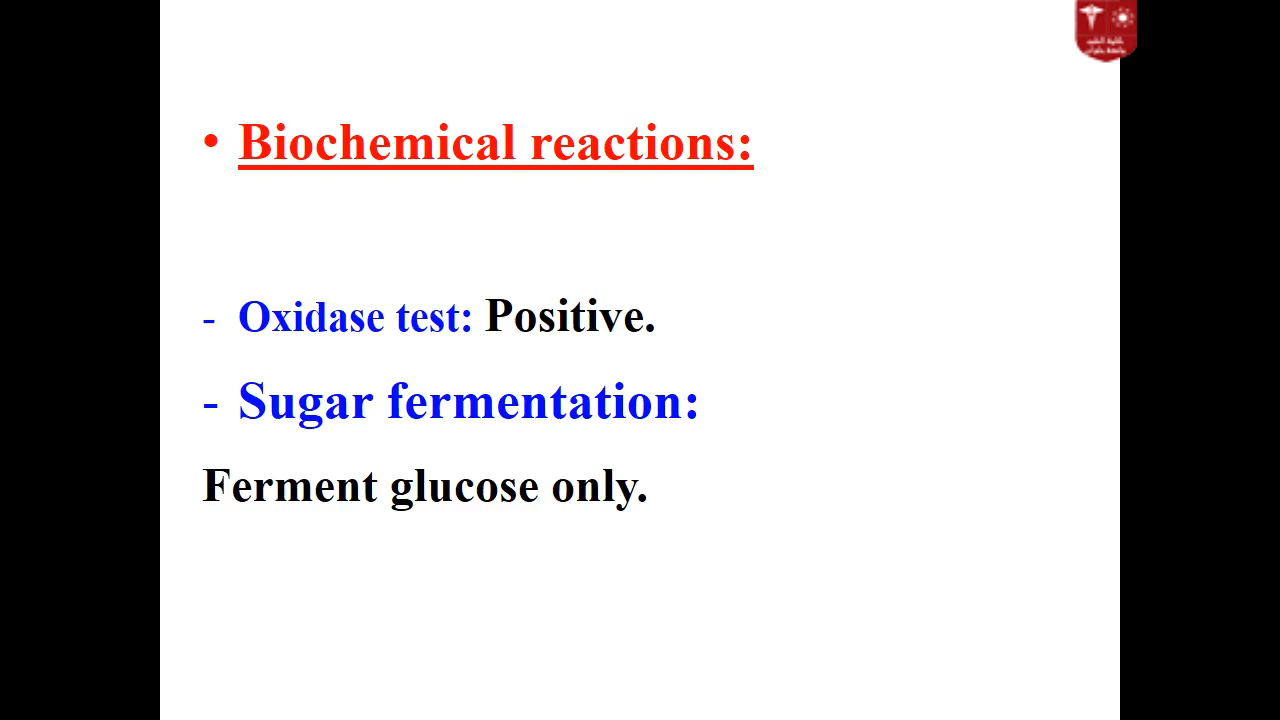 • Biochemical reactions:
- Oxidase test: Positive.
- Sugar fermentation:
Ferment glucose only.